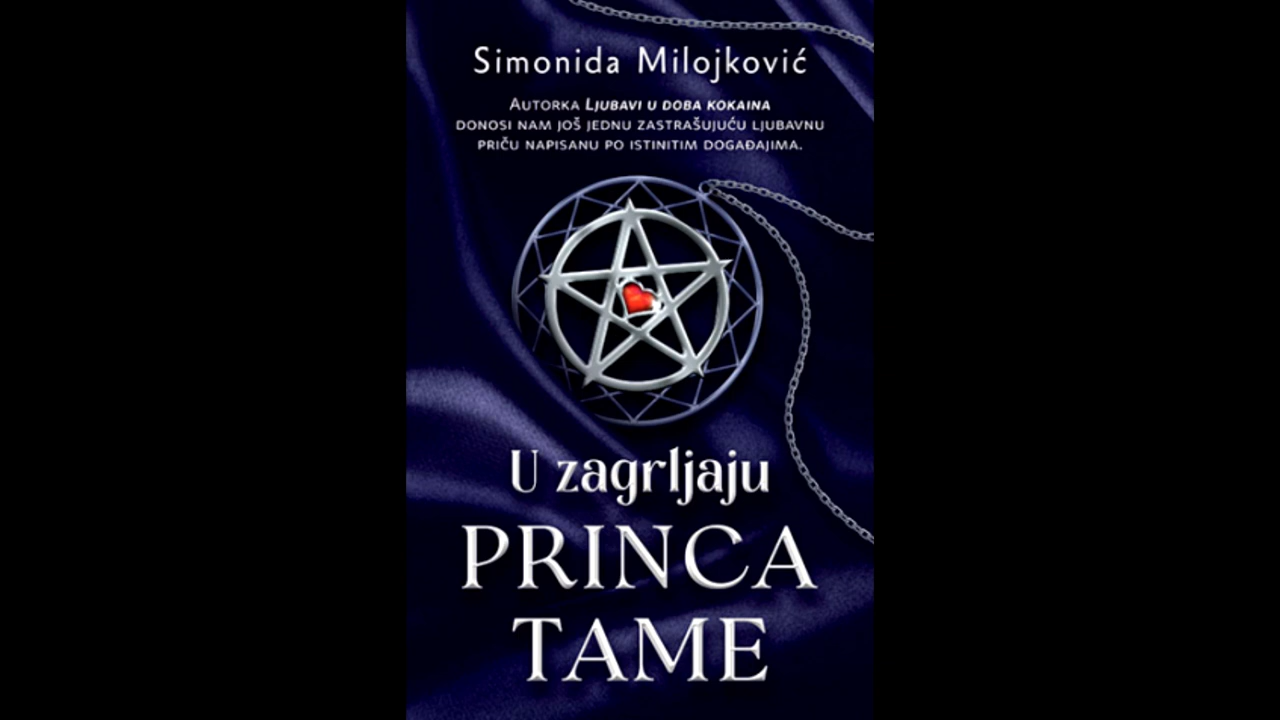 Simonida Milojković
Autorka Ljubavi u doba kokaina
donosi nam još jednu zastrašujuću ljubavnu
priču napisanu po istinitim događajima.
U zagrljaju
PRINCA
TAME